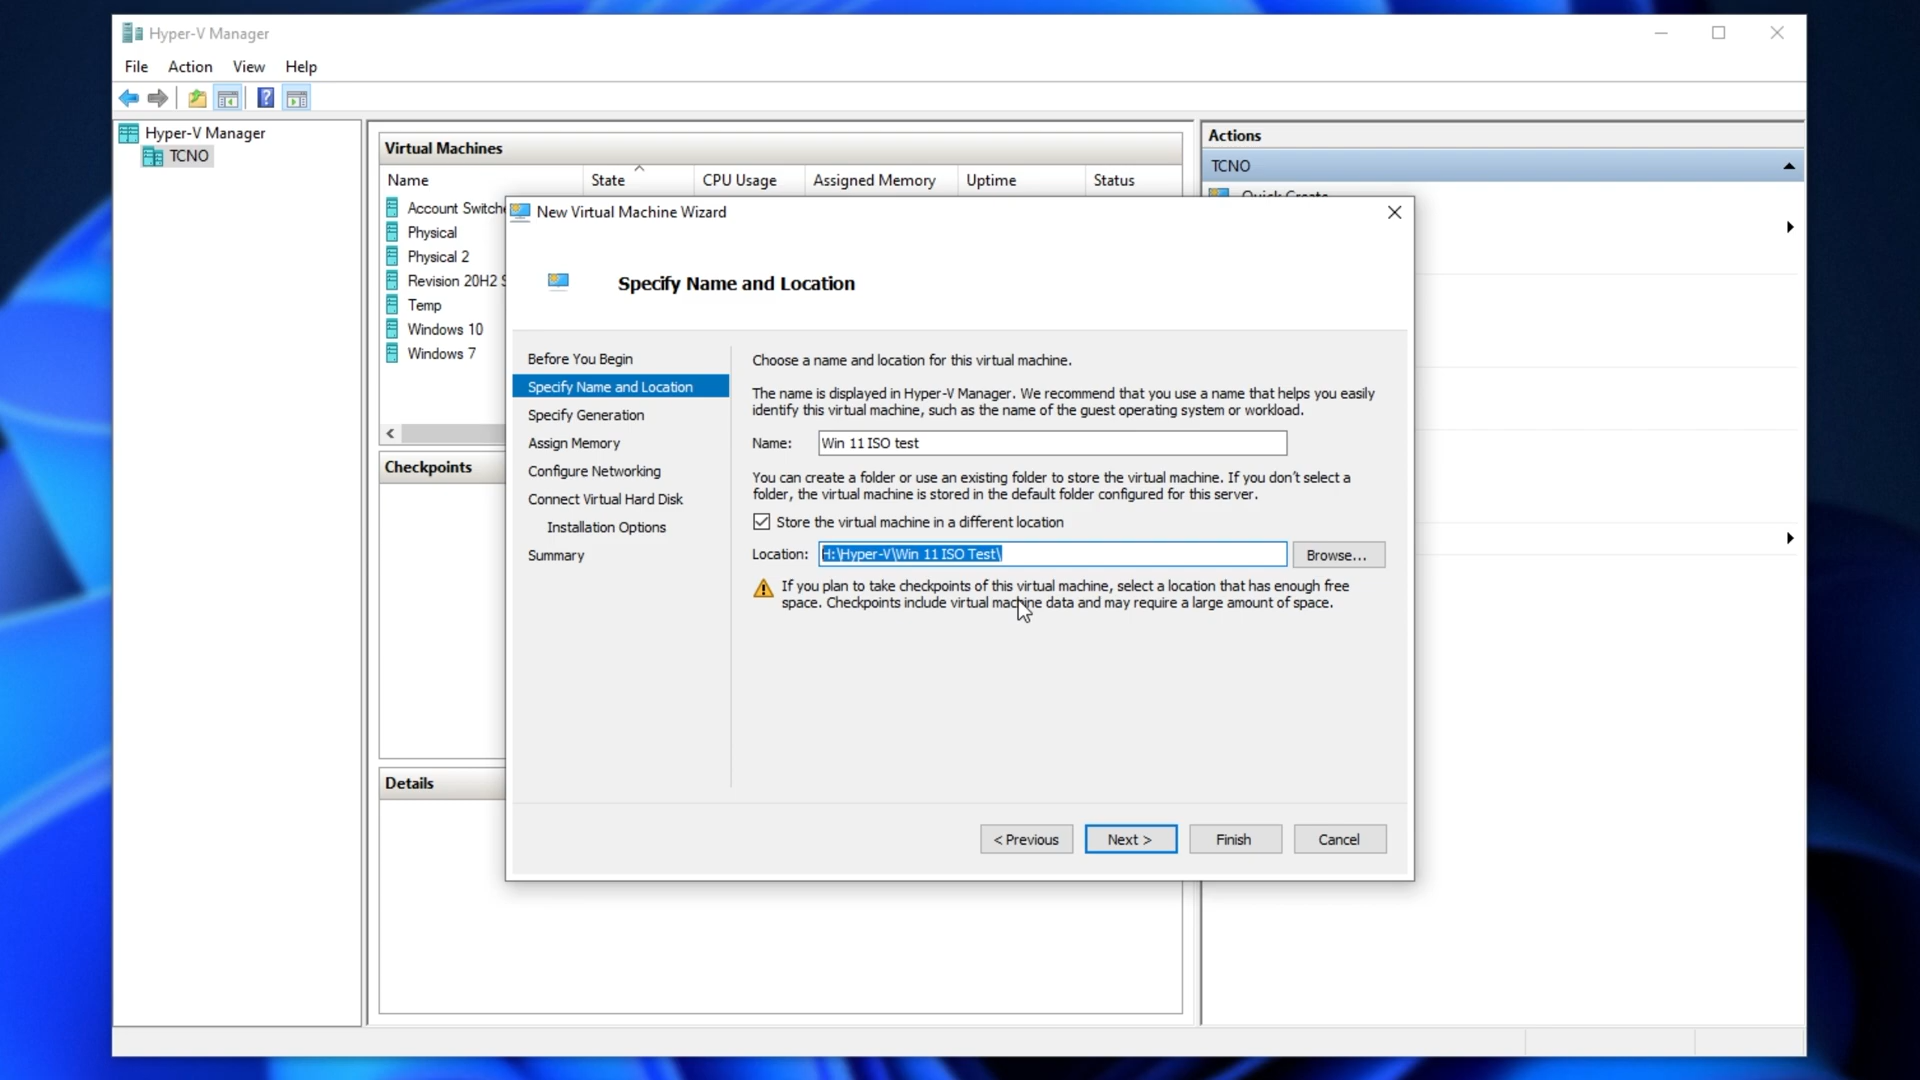 Hyper-V Manager
File Action View Help
Hyper-V Manager
TCNO
Virtual Machines
Name State CPU Usage Assigned Memory Uptime Status
Physical
Physical 2
Revision 20H2
Temp
Windows 10
Windows 7
Checkpoints
Details
Actions
TCNO
Quick Create
New Virtual Machine Wizard
Specify Name and Location
Before You Begin
Specify Name and Location
Specify Generation
Assign Memory
Configure Networking
Connect Virtual Hard Disk
Installation Options
Summary
Choose a name and location for this virtual machine.
The name is displayed in Hyper-V Manager. We recommend that you use a name that helps you easily
identify this virtual machine, such as the name of the guest operating system or workload.
Name: Win 11 ISO test
You can create a folder or use an existing folder to store the virtual machine. If you don't select a
folder, the virtual machine is stored in the default folder configured for this server.
Store the virtual machine in a different location
Location: H:\Hyper-V\Win 11 ISO Test\ Browse...
If you plan to take checkpoints of this virtual machine, select a location that has enough free
space. Checkpoints include virtual machine data and may require a large amount of space.
< Previous Next > Finish Cancel